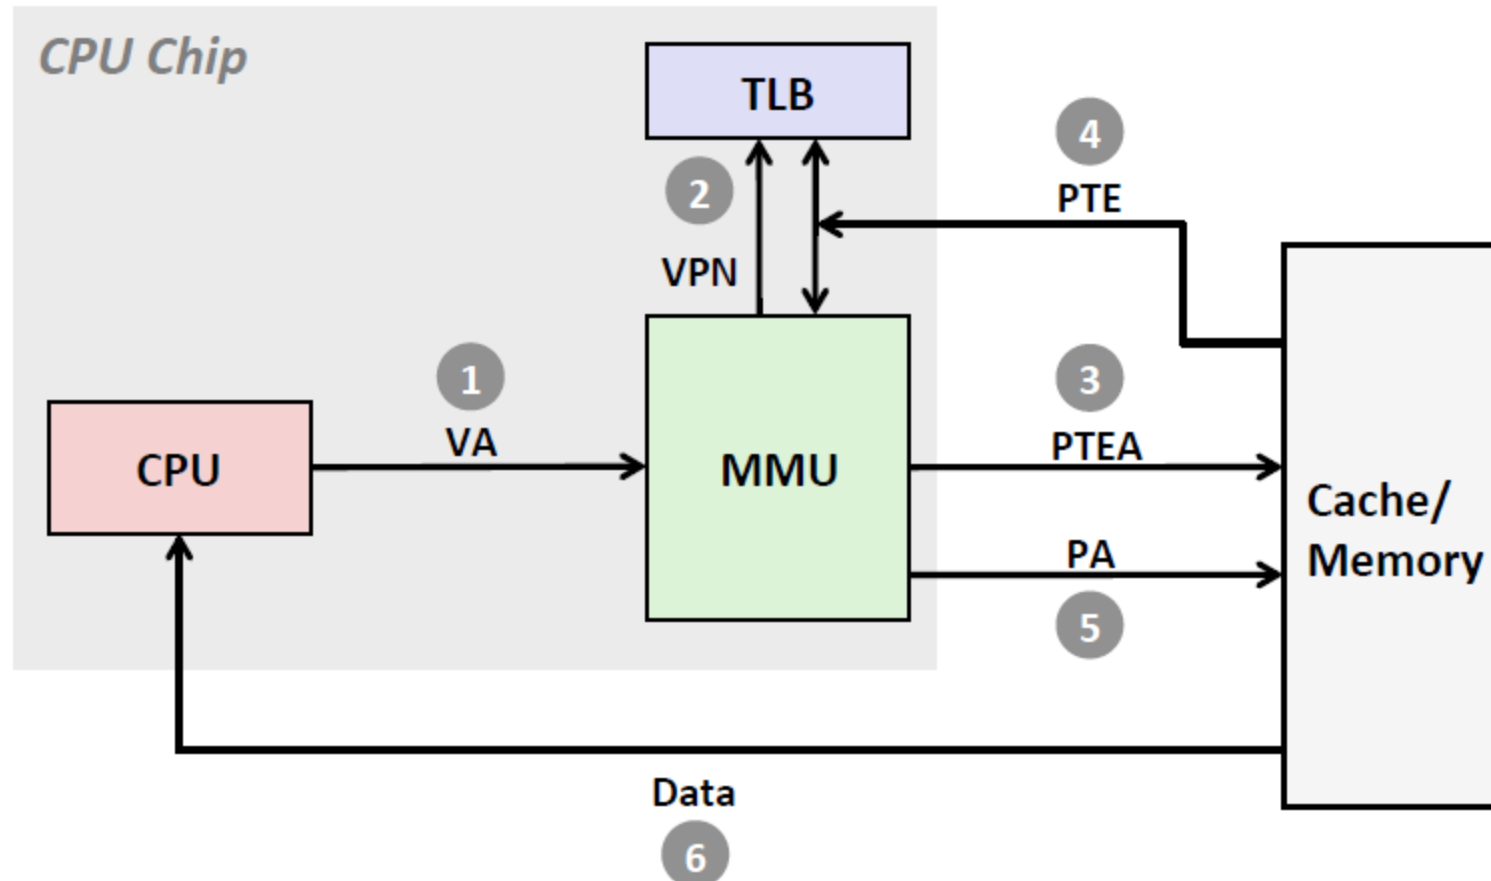 CPU Chip
TLB
4
PTE
2
VPN
1
VA
3
PTEA
CPU
MMU
Cache/
Memory
PA
5
Data
6